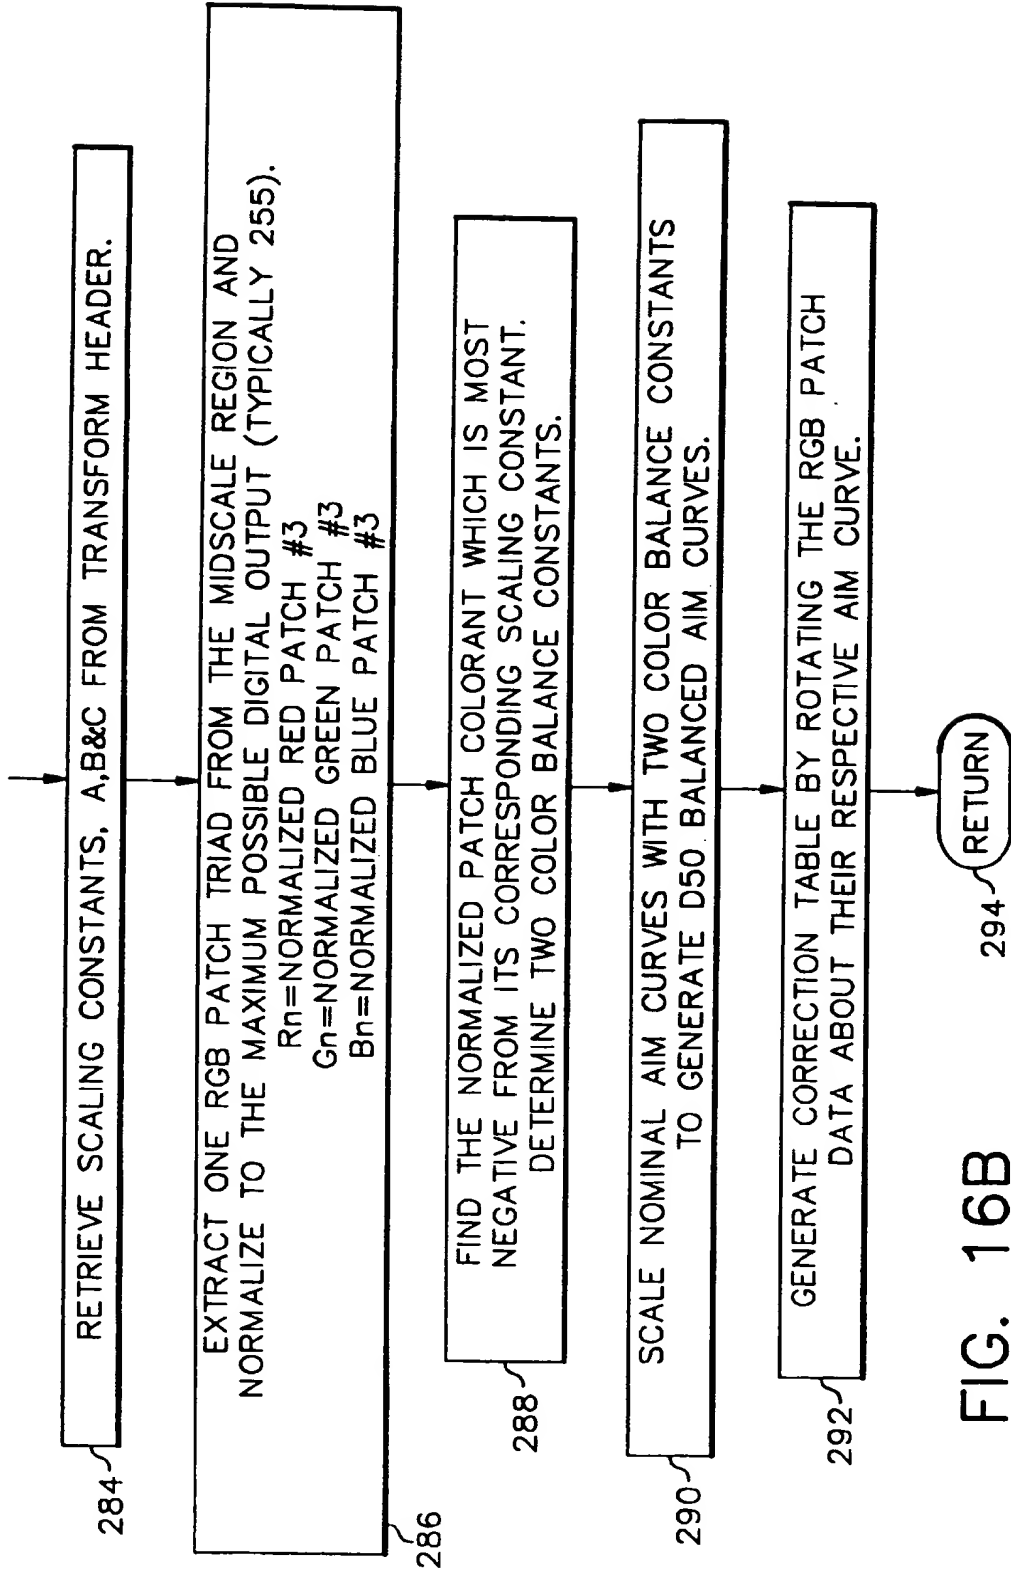 RETRIEVE SCALING CONSTANTS, A,B&C FROM TRANSFORM HEADER.
284
EXTRACT ONE RGB PATCH TRIAD FROM THE MIDSCALE REGION AND
NORMALIZE TO THE MAXIMUM POSSIBLE DIGITAL OUTPUT (TYPICALLY 255).
Rn=NORMALIZED RED PATCH #3
Gn=NORMALIZED GREEN PATCH #3
Bn=NORMALIZED BLUE PATCH #3
286
FIND THE NORMALIZED PATCH COLORANT WHICH IS MOST
NEGATIVE FROM ITS CORRESPONDING SCALING CONSTANT.
DETERMINE TWO COLOR BALANCE CONSTANTS.
288
SCALE NOMINAL AIM CURVES WITH TWO COLOR BALANCE CONSTANTS
TO GENERATE D50 BALANCED AIM CURVES.
290
GENERATE CORRECTION TABLE BY ROTATING THE RGB PATCH
DATA ABOUT THEIR RESPECTIVE AIM CURVE.
292
RETURN
294
FIG. 16B